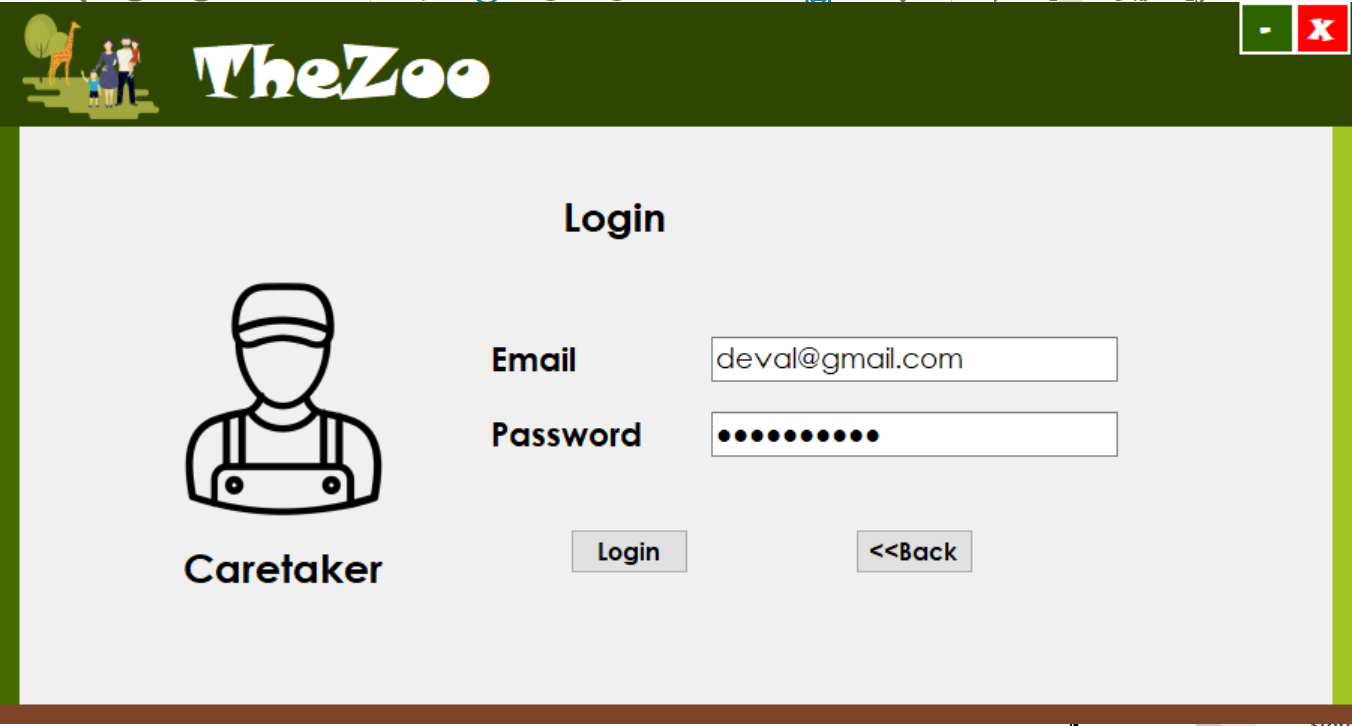 TheZoo
-
X
Login
Email
deval@gmail.com
Password
••••••••••
Login
<<Back
Caretaker